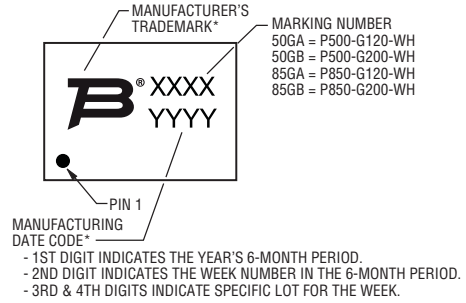 MANUFACTURER'S
TRADEMARK*
MARKING NUMBER
50GA = P500-G120-WH
50GB = P500-G200-WH
85GA = P850-G120-WH
85GB = P850-G200-WH
B® XXXX
YYYY
PIN 1
MANUFACTURING
DATE CODE*
- 1ST DIGIT INDICATES THE YEAR'S 6-MONTH PERIOD.
- 2ND DIGIT INDICATES THE WEEK NUMBER IN THE 6-MONTH PERIOD.
- 3RD & 4TH DIGITS INDICATE SPECIFIC LOT FOR THE WEEK.